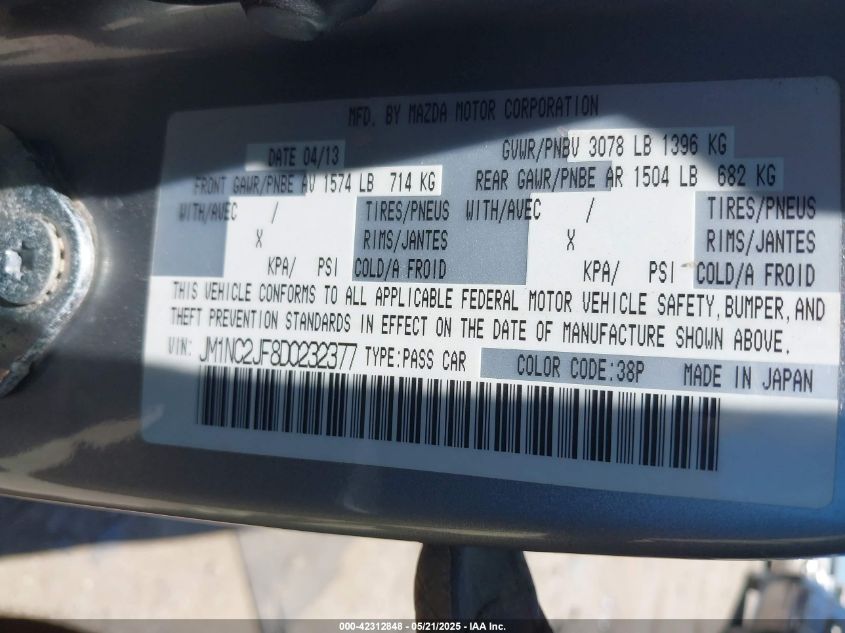 MFD. BY MAZDA MOTOR CORPORATION
DATE 04/13 GVWR/PNBV 3078 LB 1396 KG
FRONT GAWR/PNBE AV 1574 LB 714 KG REAR GAWR/PNBE AR 1504 LB 682 KG
WITH/AVEC / TIRES/PNEUS WITH/AVEC / TIRES/PNEUS
X RIMS/JANTES X RIMS/JANTES
KPA/ PSI COLD/A FROID KPA/ PSI COLD/A FROID
THIS VEHICLE CONFORMS TO ALL APPLICABLE FEDERAL MOTOR VEHICLE SAFETY, BUMPER, AND
THEFT PREVENTION STANDARDS IN EFFECT ON THE DATE OF MANUFACTURE SHOWN ABOVE.
VIN: JM1NC2JF8D0232377 TYPE:PASS CAR COLOR CODE:38P MADE IN JAPAN
000-42312848 - 05/21/2025 - IAA Inc.